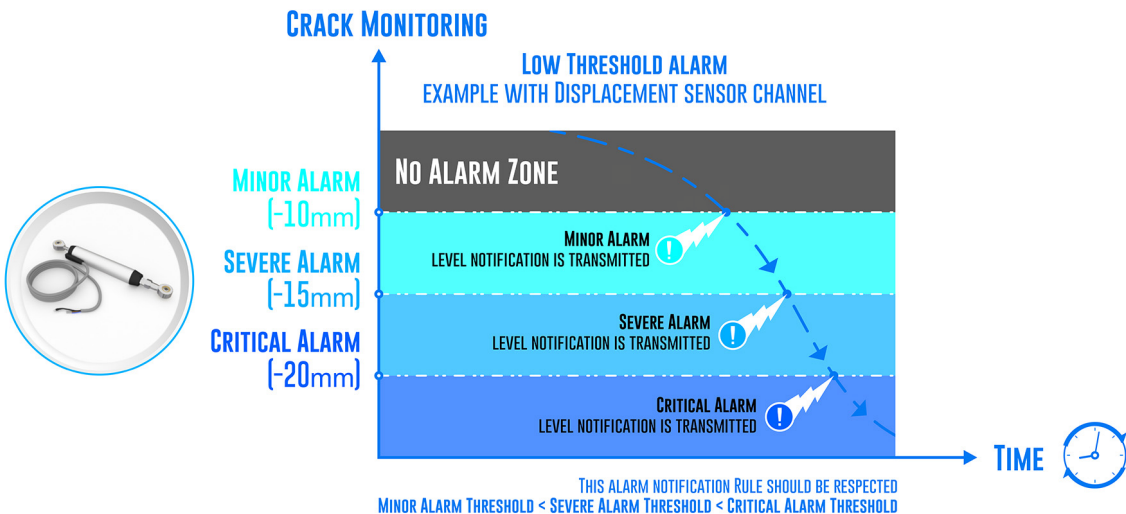 CRACK MONITORING
LOW THRESHOLD ALARM
EXAMPLE WITH DISPLACEMENT SENSOR CHANNEL
NO ALARM ZONE
MINOR ALARM
(-10mm)
MINOR ALARM
LEVEL NOTIFICATION IS TRANSMITTED
!
SEVERE ALARM
(-15mm)
SEVERE ALARM
LEVEL NOTIFICATION IS TRANSMITTED
!
CRITICAL ALARM
(-20mm)
CRITICAL ALARM
LEVEL NOTIFICATION IS TRANSMITTED
!
TIME
THIS ALARM NOTIFICATION RULE SHOULD BE RESPECTED
MINOR ALARM THRESHOLD < SEVERE ALARM THRESHOLD < CRITICAL ALARM THRESHOLD